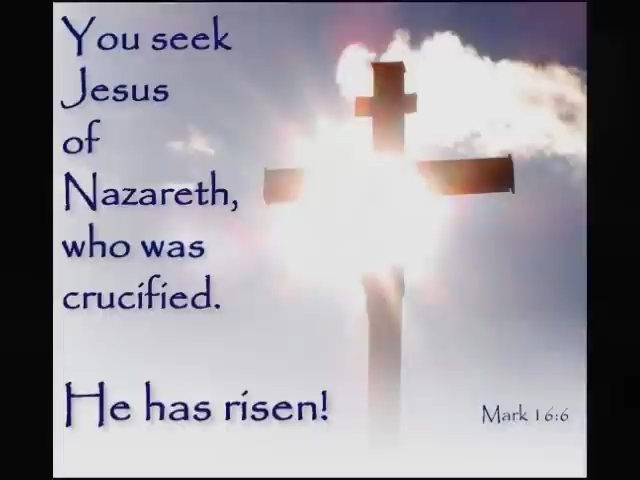 You seek
Jesus
of
Nazareth,
who was
crucified.
He has risen!
Mark 16:6